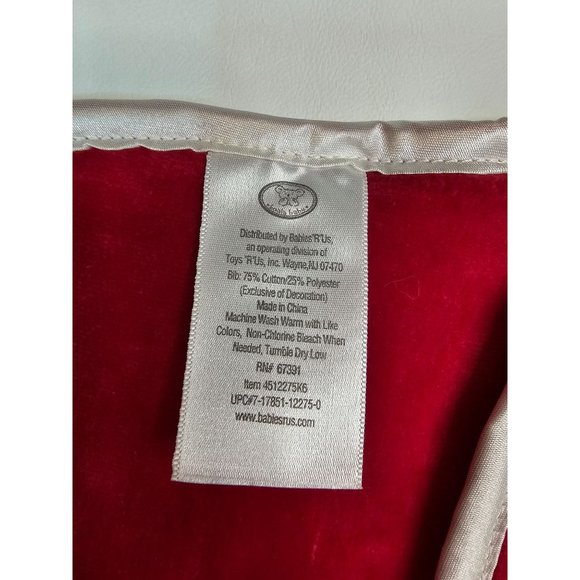 Distributed by Babies"R"Us,
an operating division of
Toys "R"Us, Inc. Wayne,NJ 07470
Bib: 75% Cotton/25% Polyester
(Exclusive of Decoration)
Made in China
Machine Wash Warm with Like
Colors, Non-Chlorine Bleach When
Needed, Tumble Dry Low
RN# 67391
Item 4512275K6
UPC#7-17851-12275-0
www.babiesrus.com